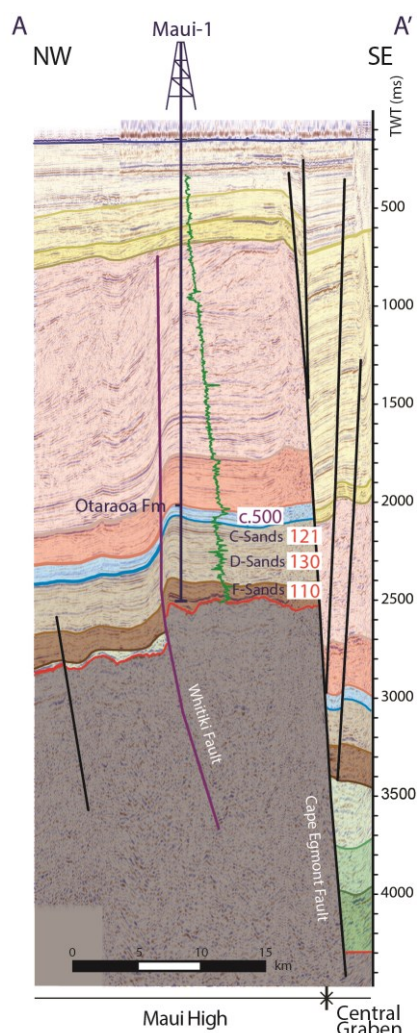 A
A'
Maui-1
NW
SE
TWT (ms)
500
1000
1500
2000
2500
3000
3500
4000
Otaraoa Fm
c.500
C-Sands 121
D-Sands 130
F-Sands 110
Whitiki Fault
Cape Egmont Fault
0 5 10 15
km
Maui High
Central
Graben